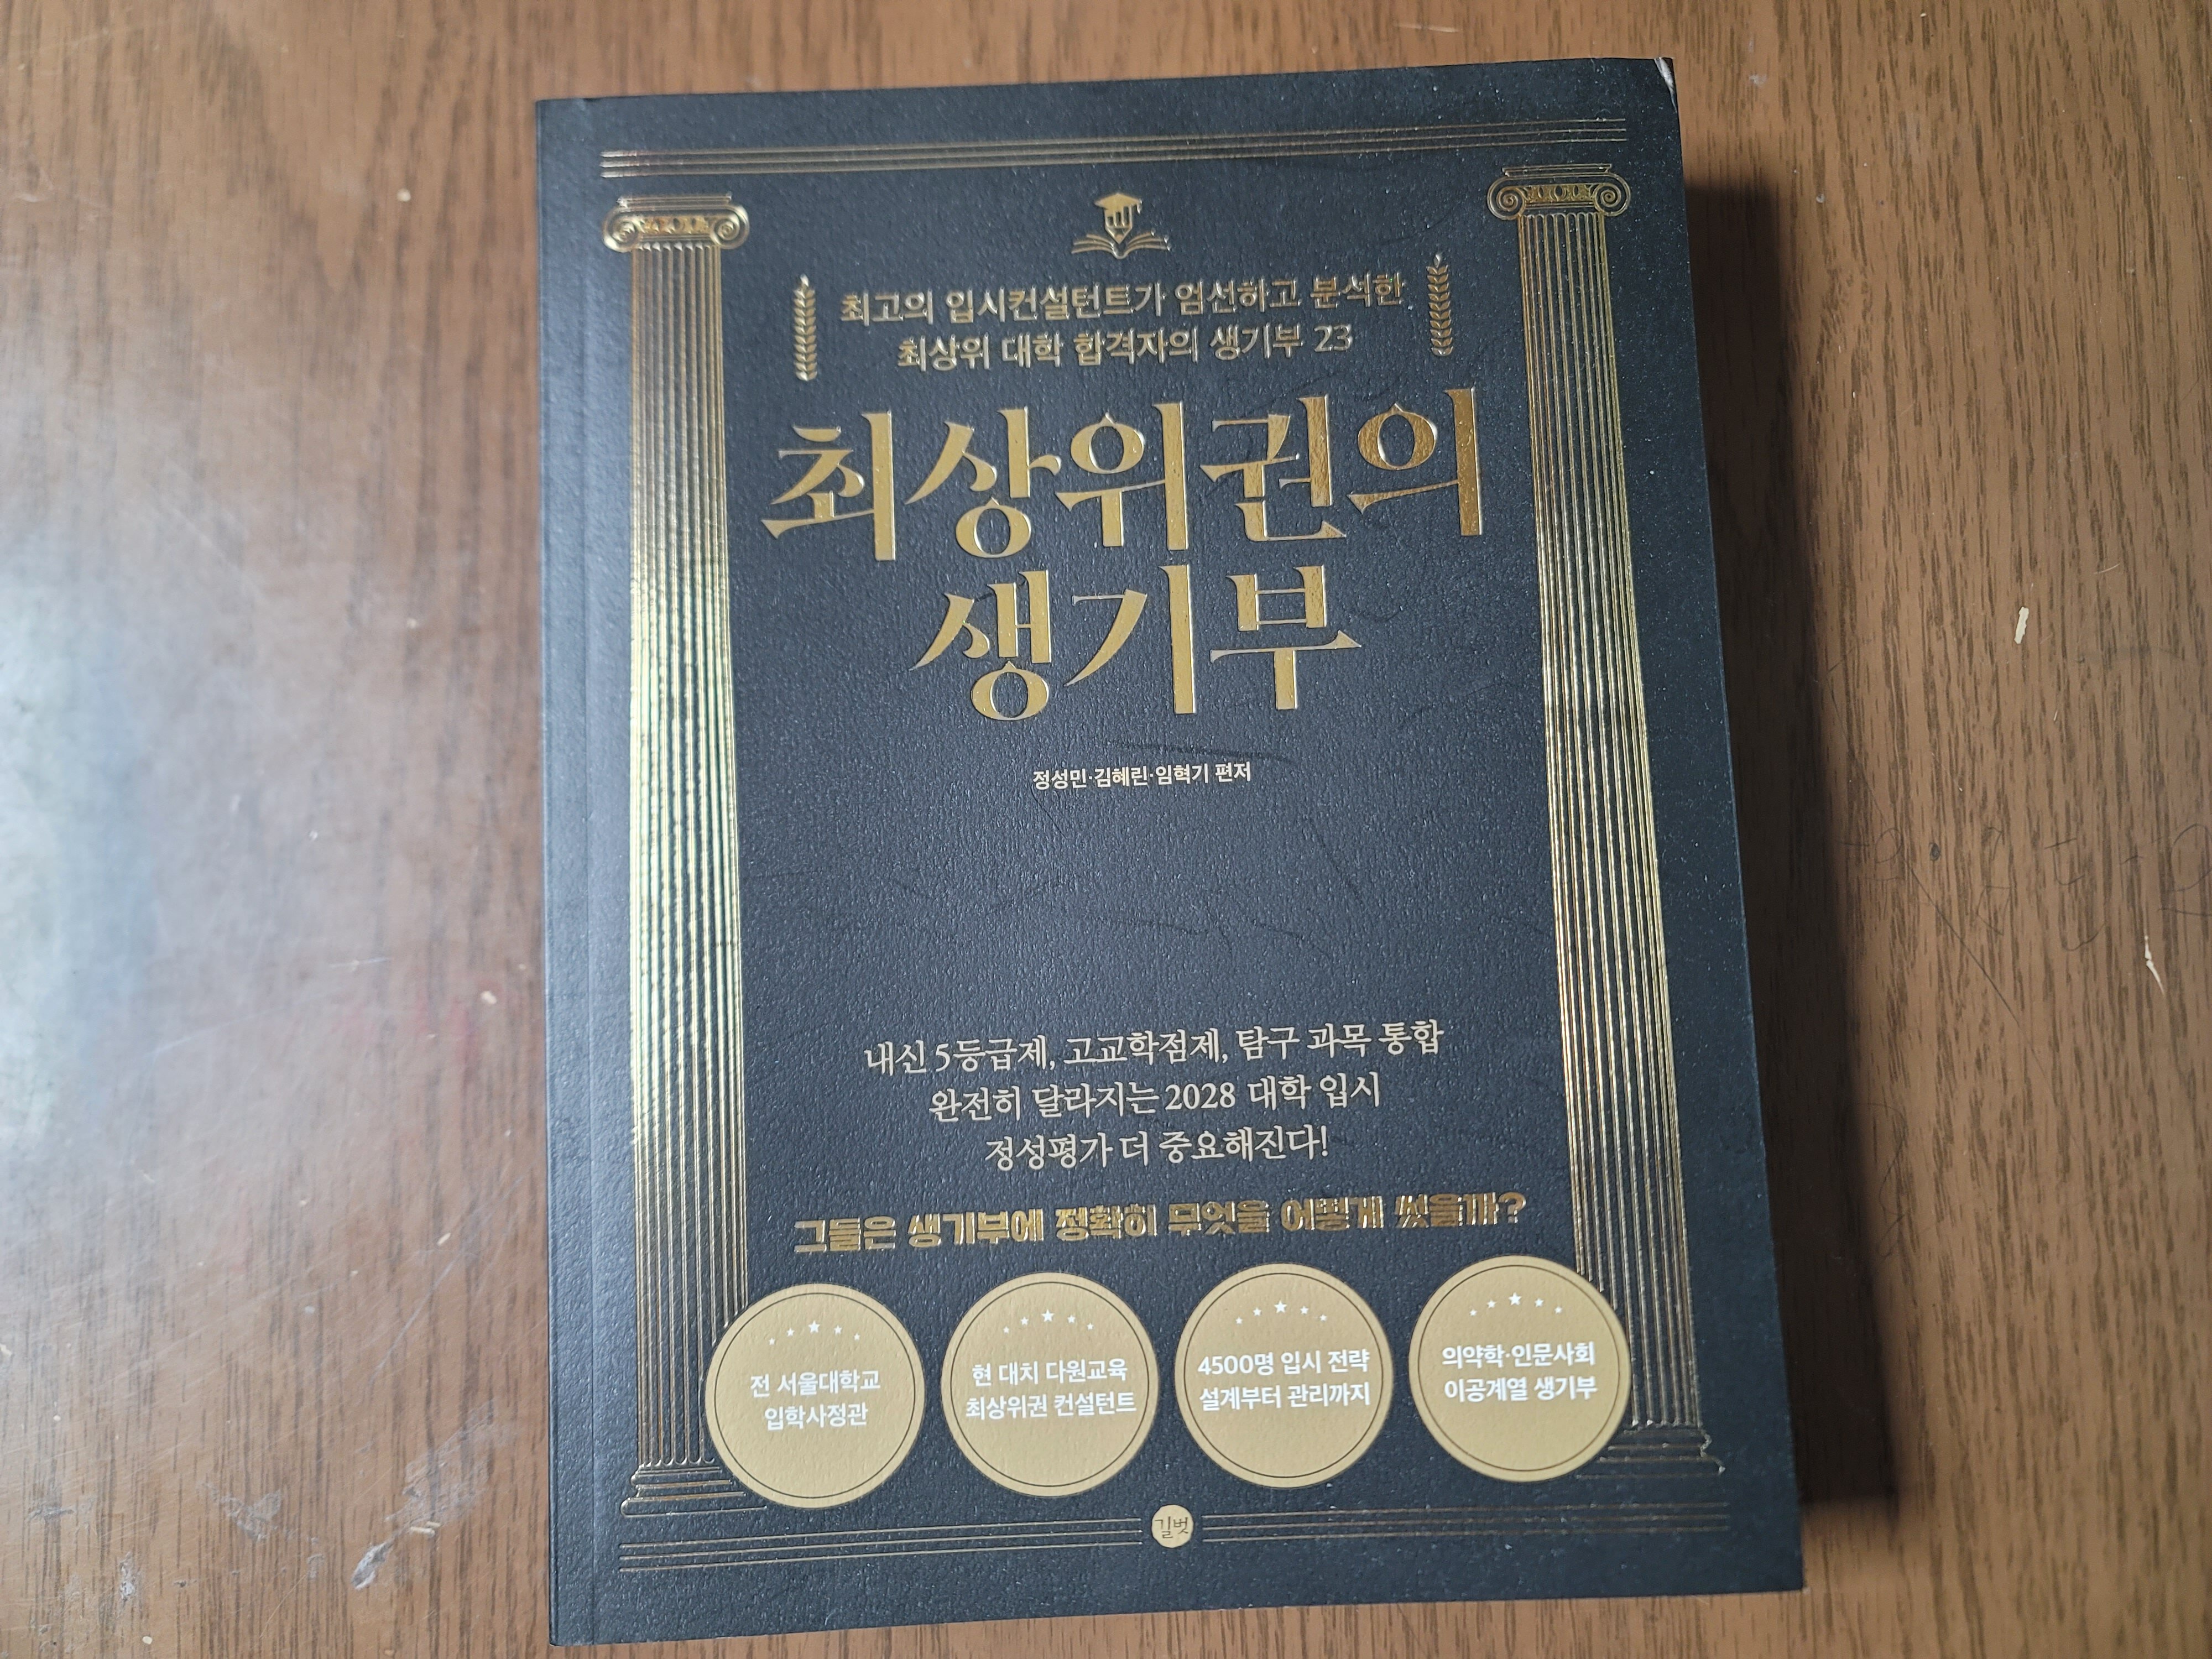 최고의 입시컨설턴트가 엄선하고 분석한
최상위 대학 합격자의 생기부 23
최상위권의
생기부
정성민·김혜린·임혁기 편저
내신 5등급제, 고교학점제, 탐구 과목 통합
완전히 달라지는 2028 대학 입시
정성평가 더 중요해진다!
그들은 생기부에 정확히 무엇을 어떻게 썼을까?
전 서울대학교
입학사정관
현 대치 다원교육
최상위권 컨설턴트
4500명 입시 전략
설계부터 관리까지
의약학·인문사회
이공계열 생기부
길벗